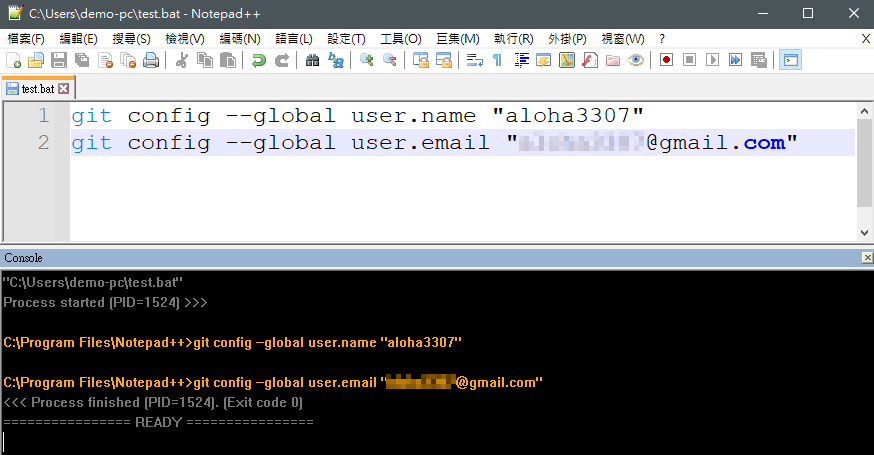 C:\Users\demo-pc\test.bat - Notepad++
檔案(F) 編輯(E) 搜尋(S) 檢視(V) 編碼(N) 語言(L) 設定(T) 工具(O) 巨集(M) 執行(R) 外掛(P) 視窗(W) ? X
test.bat
1 git config --global user.name "aloha3307"
2 git config --global user.email "@gmail.com"
Console
"C:\Users\demo-pc\test.bat"
Process started (PID=1524) >>>
C:\Program Files\Notepad++>git config --global user.name "aloha3307"
C:\Program Files\Notepad++>git config --global user.email "@gmail.com"
<<< Process finished (PID=1524). (Exit code 0)
================ READY ================